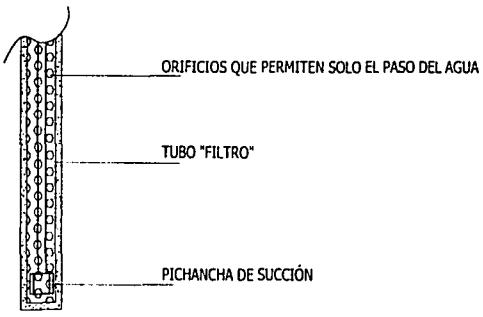 ORIFICIOS QUE PERMITEN SOLO EL PASO DEL AGUA
TUBO "FILTRO"
PICHANCHA DE SUCCIÓN